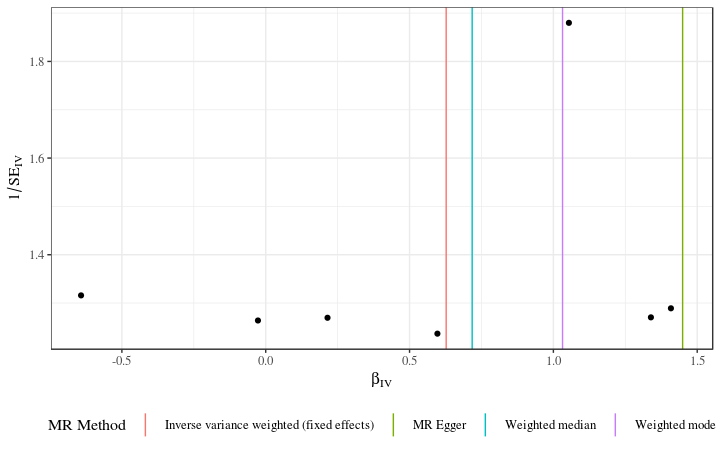 1.8
1.6
1.4
1/SE_IV
-0.5 0.0 0.5 1.0 1.5
β_IV
MR Method Inverse variance weighted (fixed effects) MR Egger Weighted median Weighted mode